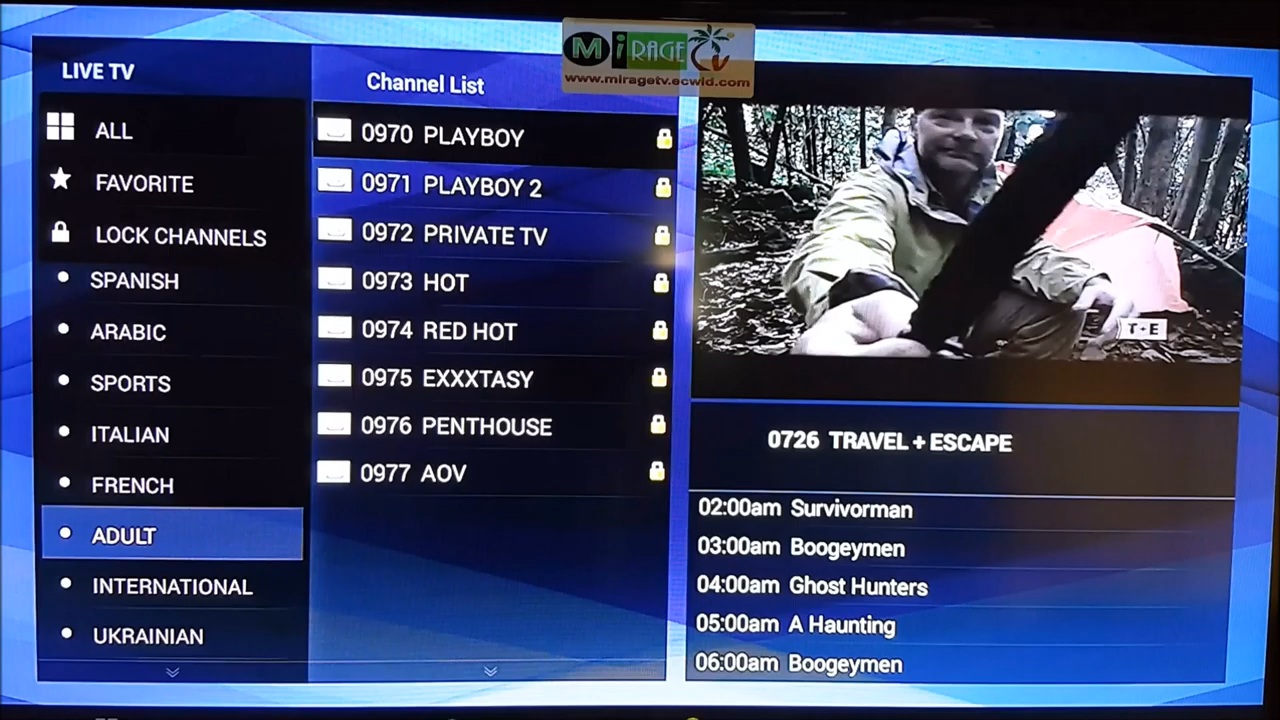 MiRAGE TV
www.miragetv.ecwld.com
LIVE TV
ALL
FAVORITE
LOCK CHANNELS
SPANISH
ARABIC
SPORTS
ITALIAN
FRENCH
ADULT
INTERNATIONAL
UKRAINIAN
Channel List
0970 PLAYBOY
0971 PLAYBOY 2
0972 PRIVATE TV
0973 HOT
0974 RED HOT
0975 EXXXTASY
0976 PENTHOUSE
0977 AOV
T+E
0726 TRAVEL + ESCAPE
02:00am Survivorman
03:00am Boogeymen
04:00am Ghost Hunters
05:00am A Haunting
06:00am Boogeymen